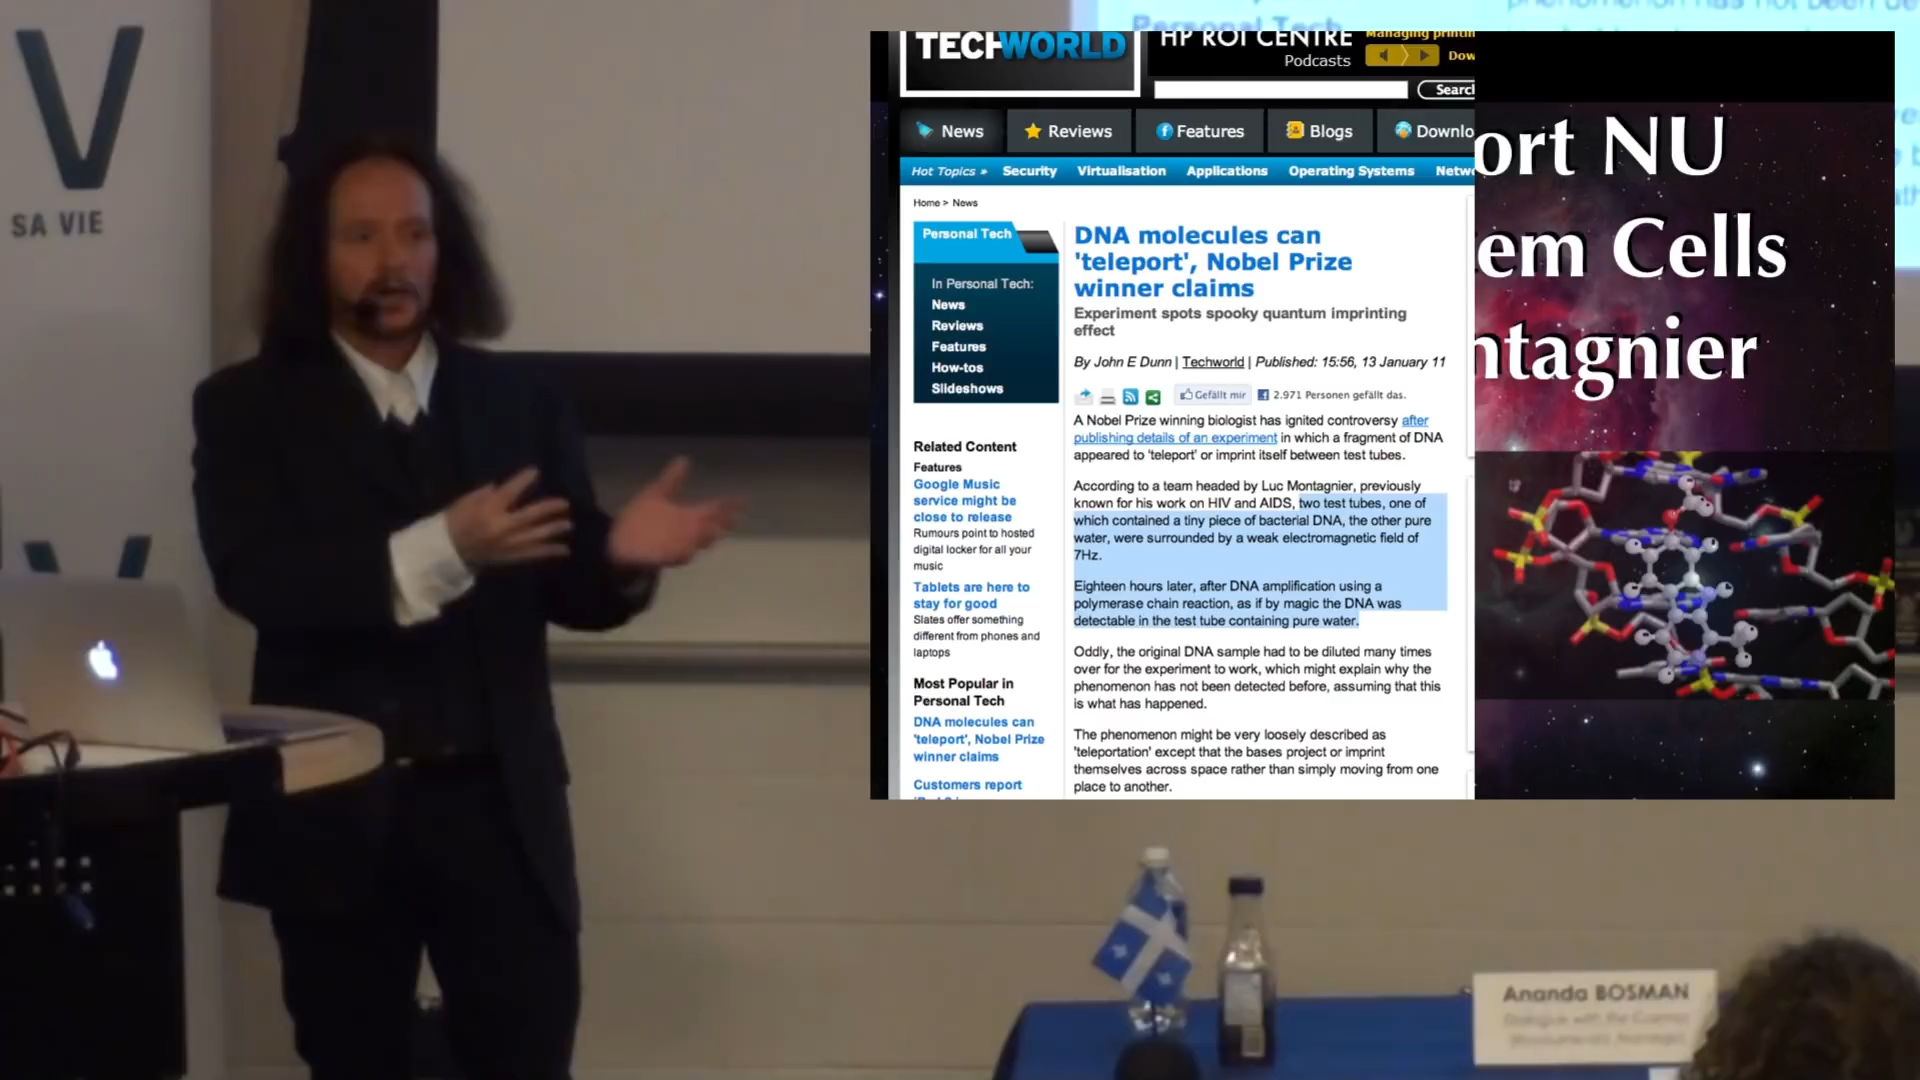 V
SA VIE
Personal Tech
TECHWORLD
HP ROI CENTRE
Podcasts
Managing
Dow
Searc
News
Reviews
Features
Blogs
Downlo
Hot Topics »
Security
Virtualisation
Applications
Operating Systems
Netw
Home > News
Personal Tech
In Personal Tech:
News
Reviews
Features
How-tos
Slideshows
Related Content
Features
Google Music
service might be
close to release
Rumours point to hosted
digital locker for all your
music
Tablets are here to
stay for good
Slates offer something
different from phones and
laptops
Most Popular in
Personal Tech
DNA molecules can
'teleport', Nobel Prize
winner claims
Customers report
DNA molecules can
'teleport', Nobel Prize
winner claims
Experiment spots spooky quantum imprinting
effect
By John E Dunn | Techworld | Published: 15:56, 13 January 11
Gefällt mir
2.971 Personen gefällt das.
A Nobel Prize winning biologist has ignited controversy after
publishing details of an experiment in which a fragment of DNA
appeared to 'teleport' or imprint itself between test tubes.
According to a team headed by Luc Montagnier, previously
known for his work on HIV and AIDS, two test tubes, one of
which contained a tiny piece of bacterial DNA, the other pure
water, were surrounded by a weak electromagnetic field of
7Hz.
Eighteen hours later, after DNA amplification using a
polymerase chain reaction, as if by magic the DNA was
detectable in the test tube containing pure water.
Oddly, the original DNA sample had to be diluted many times
over for the experiment to work, which might explain why the
phenomenon has not been detected before, assuming that this
is what has happened.
The phenomenon might be very loosely described as
'teleportation' except that the bases project or imprint
themselves across space rather than simply moving from one
place to another.
ort NU
em Cells
ntagnier
Ananda BOSMAN
Dialogue with the Cosmos